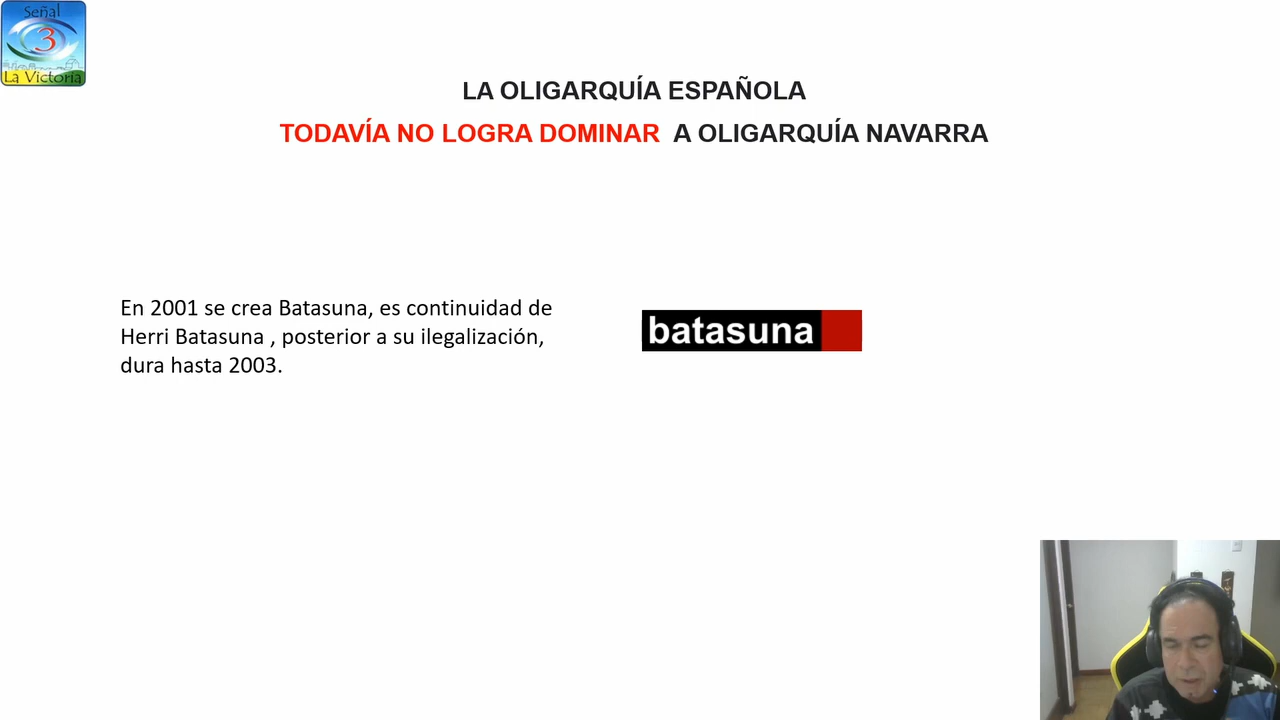 Señal
3
La Victoria
LA OLIGARQUÍA ESPAÑOLA
TODAVÍA NO LOGRA DOMINAR A OLIGARQUÍA NAVARRA
En 2001 se crea Batasuna, es continuidad de
Herri Batasuna , posterior a su ilegalización,
dura hasta 2003.
batasuna